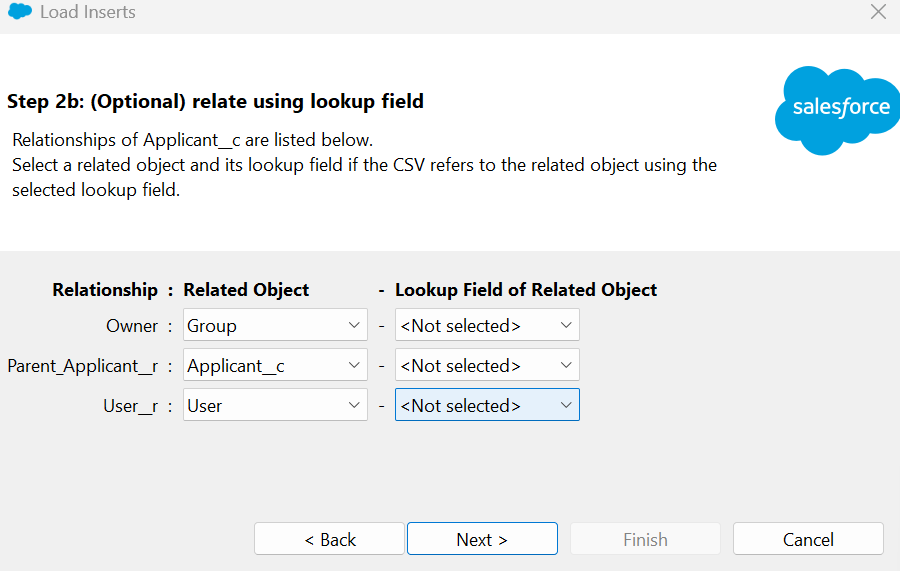 Load Inserts
Step 2b: (Optional) relate using lookup field
salesforce
Relationships of Applicant__c are listed below.
Select a related object and its lookup field if the CSV refers to the related object using the
selected lookup field.
Relationship : Related Object - Lookup Field of Related Object
Owner : Group - <Not selected>
Parent_Applicant__r : Applicant__c - <Not selected>
User__r : User - <Not selected>
< Back Next > Finish Cancel